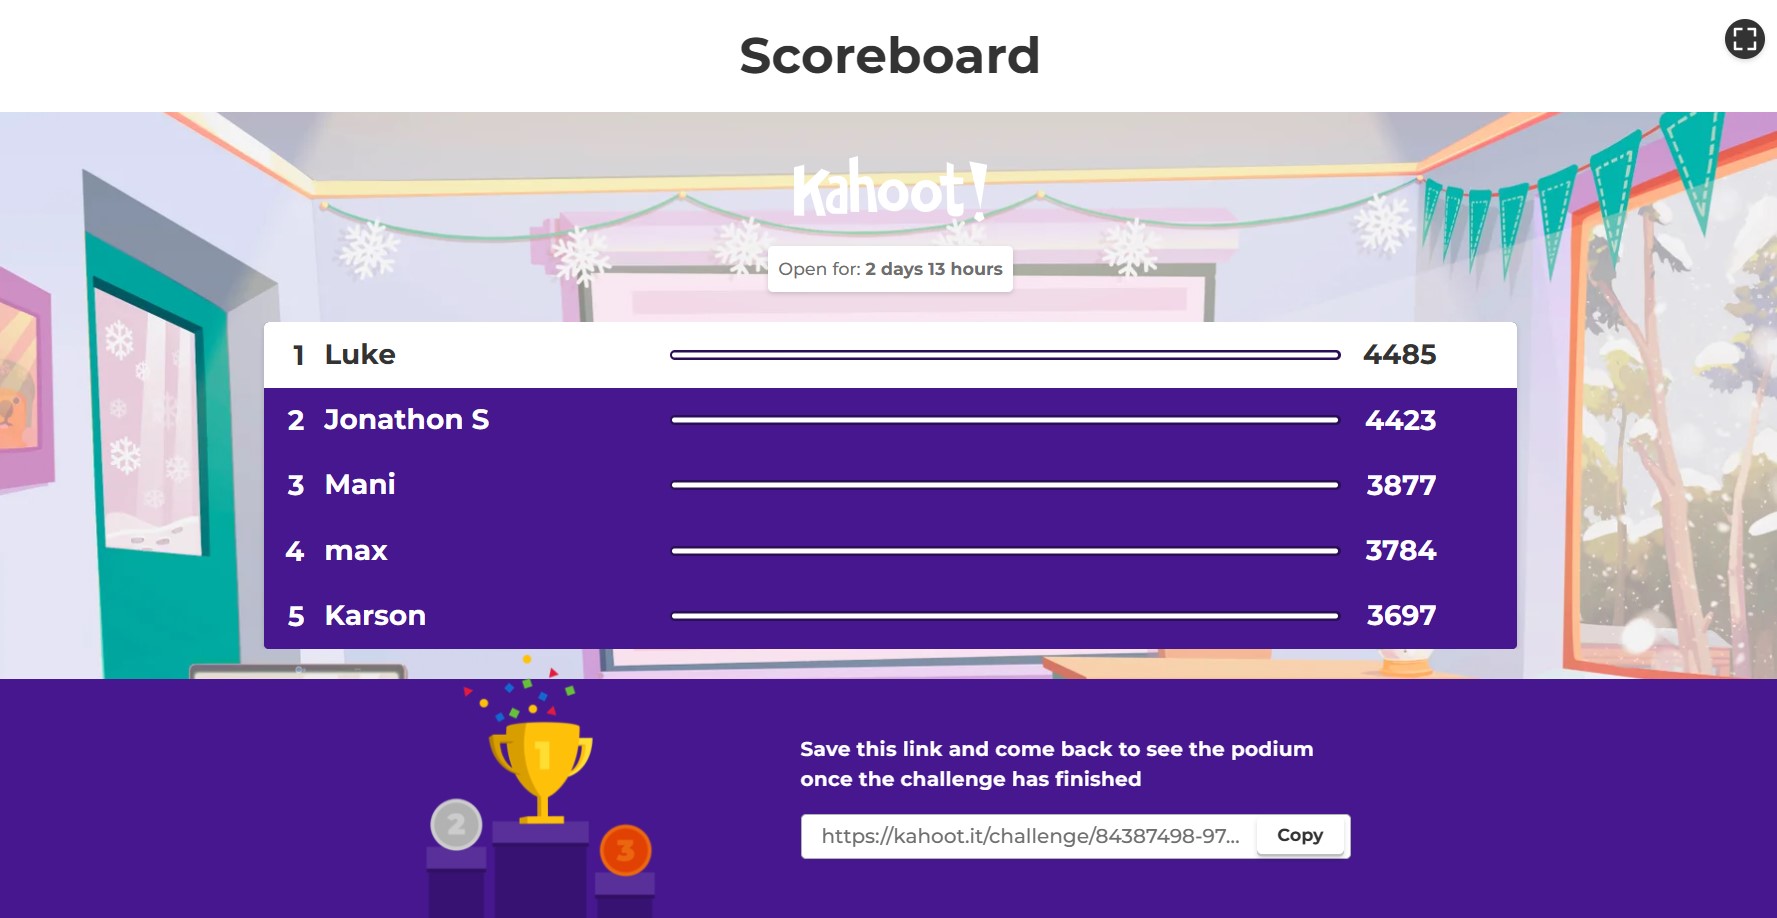 Scoreboard
Kahoot!
Open for: 2 days 13 hours
1 Luke 4485
2 Jonathon S 4423
3 Mani 3877
4 max 3784
5 Karson 3697
1
2
3
Save this link and come back to see the podium
once the challenge has finished
https://kahoot.it/challenge/84387498-97... Copy